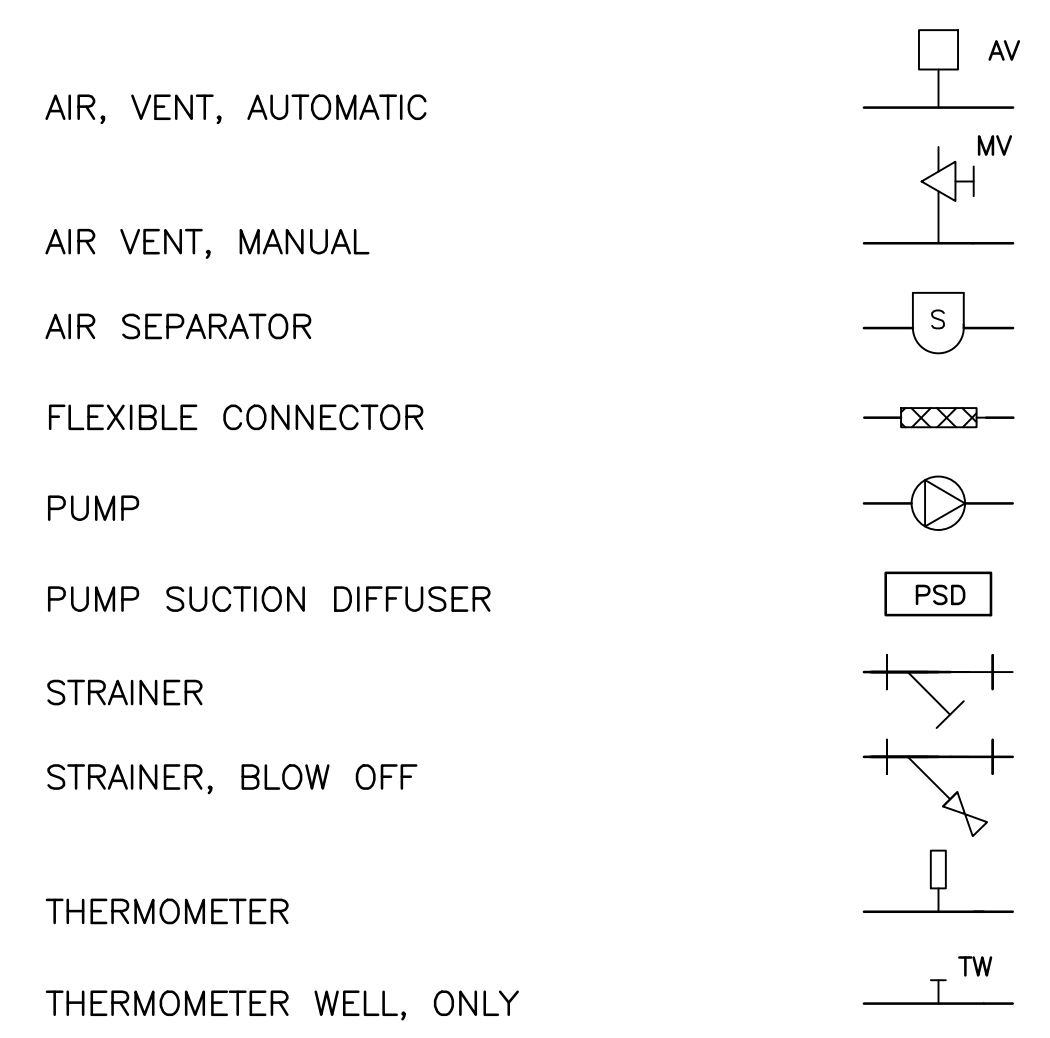 AV
AIR, VENT, AUTOMATIC
MV
AIR VENT, MANUAL
AIR SEPARATOR S
FLEXIBLE CONNECTOR
PUMP
PUMP SUCTION DIFFUSER PSD
STRAINER
STRAINER, BLOW OFF
THERMOMETER
TW
THERMOMETER WELL, ONLY